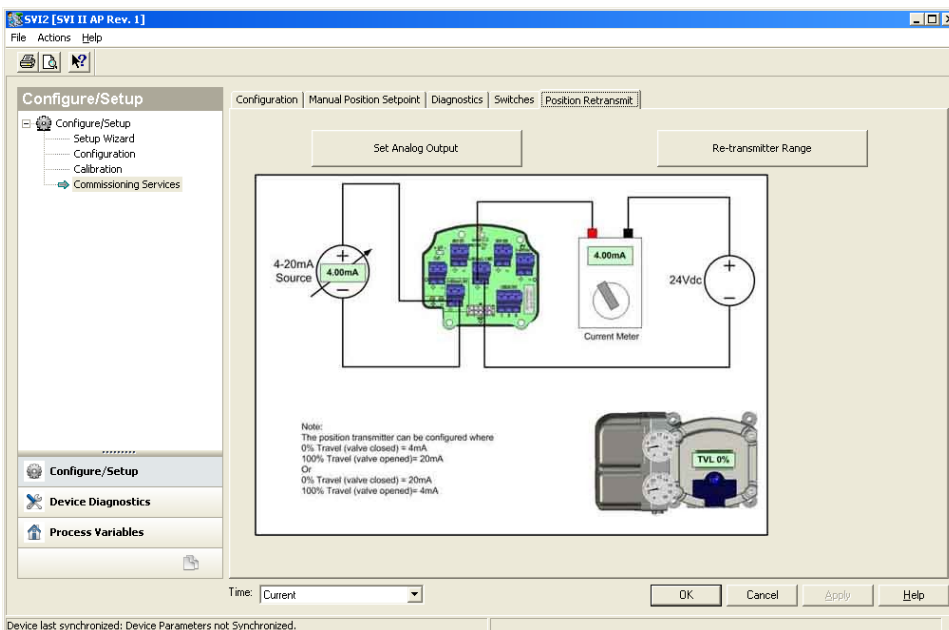 SVI2 [SVI II AP Rev. 1]
File Actions Help
Configure/Setup
Configure/Setup
Setup Wizard
Configuration
Calibration
Commissioning Services
Configure/Setup
Device Diagnostics
Process Variables
Configuration
Manual Position Setpoint
Diagnostics
Switches
Position Retransmit
Set Analog Output
Re-transmitter Range
4-20mA
Source
4.00mA
4.00mA
24Vdc
Current Meter
Note:
The position transmitter can be configured where
0% Travel (valve closed) = 4mA
100% Travel (valve opened)= 20mA
Or
0% Travel (valve closed) = 20mA
100% Travel (valve opened)= 4mA
TVL 0%
Time: Current
OK
Cancel
Apply
Help
Device last synchronized: Device Parameters not Synchronized.